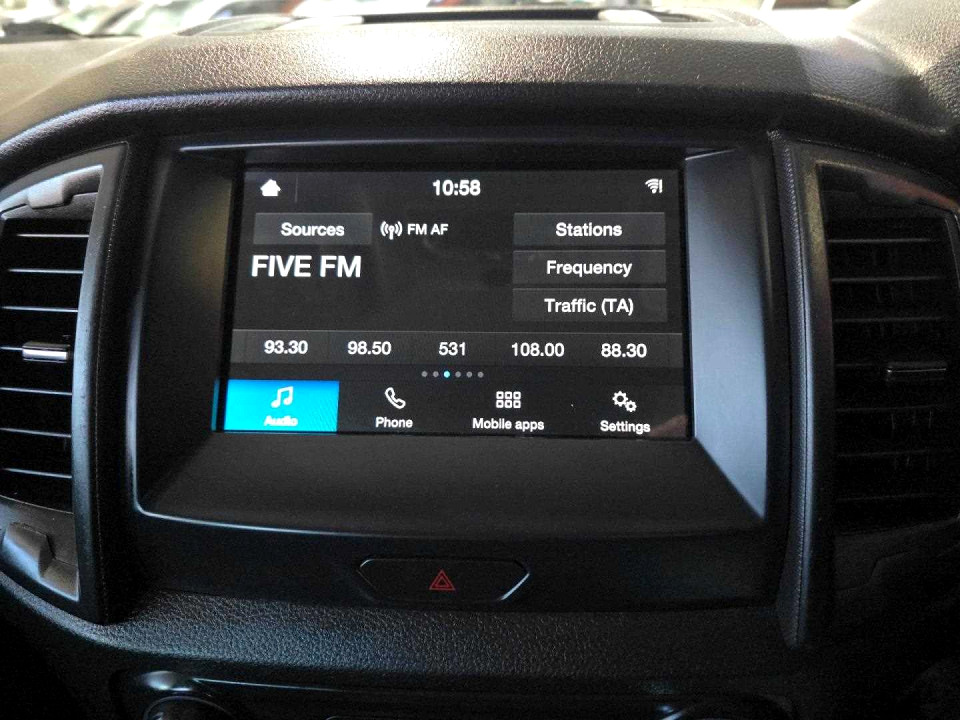 10:58
Sources FM AF Stations
FIVE FM Frequency
Traffic (TA)
93.30 98.50 531 108.00 88.30
Audio Phone Mobile apps Settings